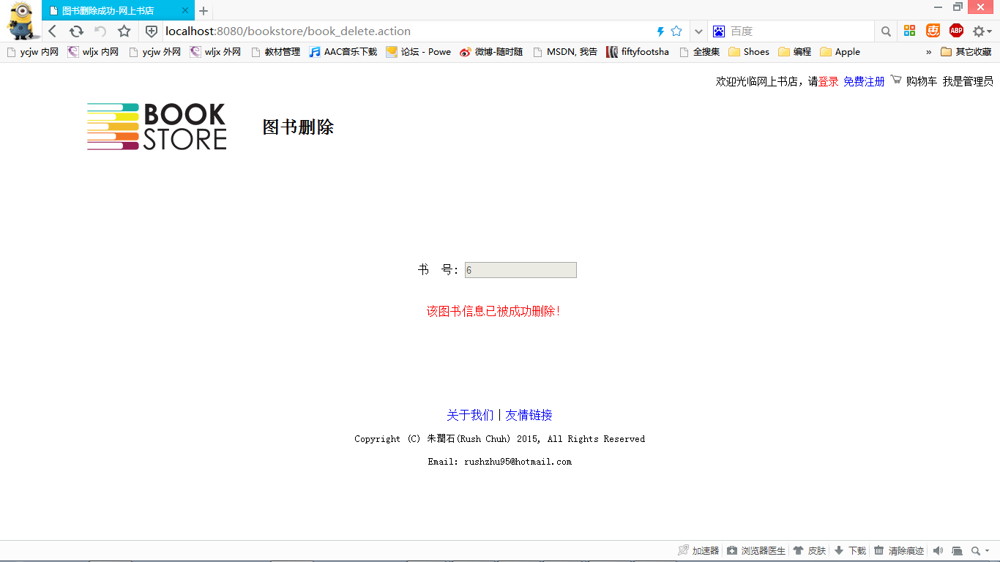 图书删除成功-网上书店
localhost:8080/bookstore/book_delete.action 百度 惠 ABP
ycjw 内网 wljx 内网 ycjw 外网 wljx 外网 教材管理 AAC音乐下载 论坛 - Powe 微博-随时随 MSDN, 我告 fiftyfootsha 全搜集 Shoes 编程 Apple » 其它收藏
欢迎光临网上书店，请登录 免费注册 购物车 我是管理员
BOOK
STORE
图书删除
书 号: 6
该图书信息已被成功删除!
关于我们 | 友情链接
Copyright (C) 朱潤石(Rush Chuh) 2015, All Rights Reserved
Email: rushzhu95@hotmail.com
加速器 浏览器医生 皮肤 下载 清除痕迹